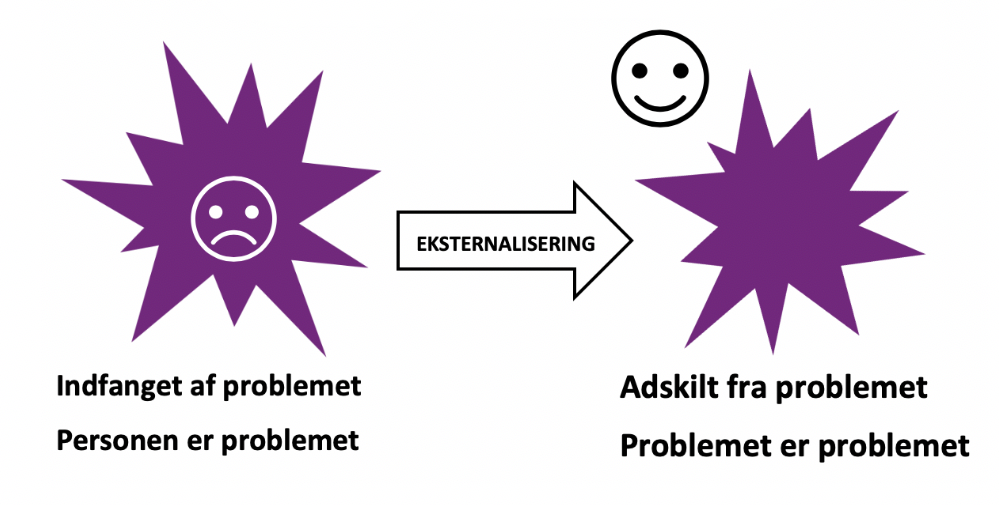 EKSTERNALISERING
Indfanget af problemet
Personen er problemet
Adskilt fra problemet
Problemet er problemet